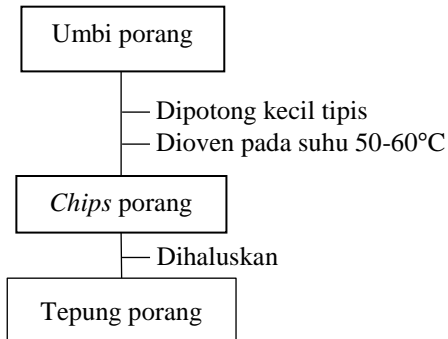 Umbi porang
Dipotong kecil tipis
Dioven pada suhu 50-60°C
Chips porang
Dihaluskan
Tepung porang